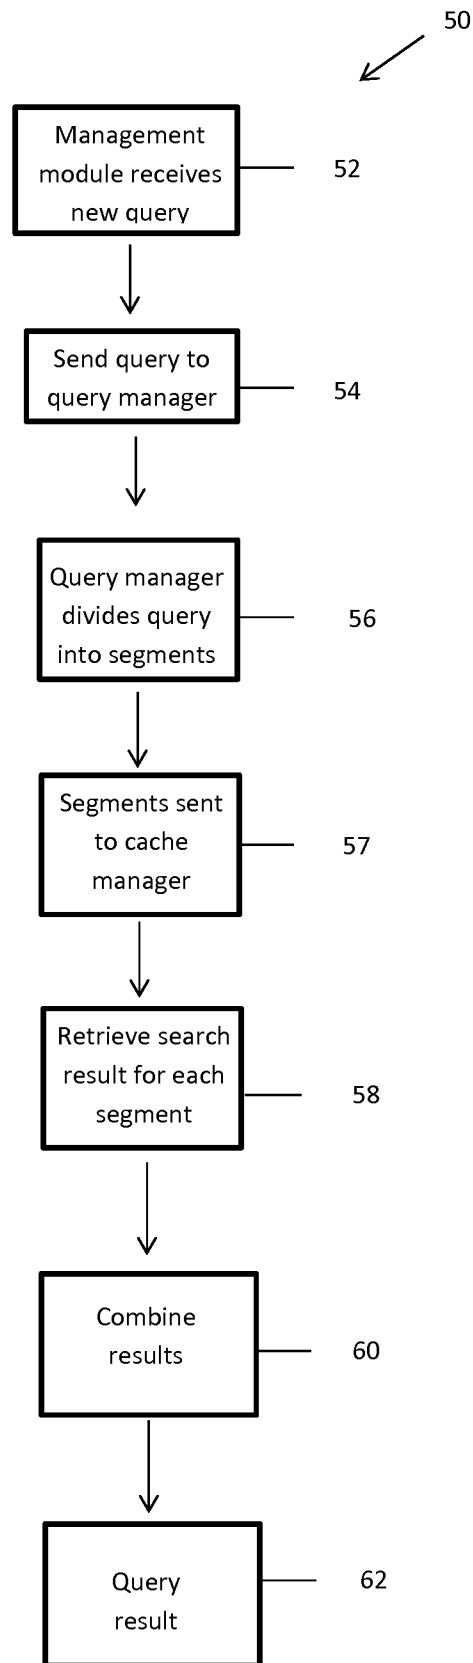 50
Management
module receives
new query
52
Send query to
query manager
54
Query manager
divides query
into segments
56
Segments sent
to cache
manager
57
Retrieve search
result for each
segment
58
Combine
results
60
Query
result
62